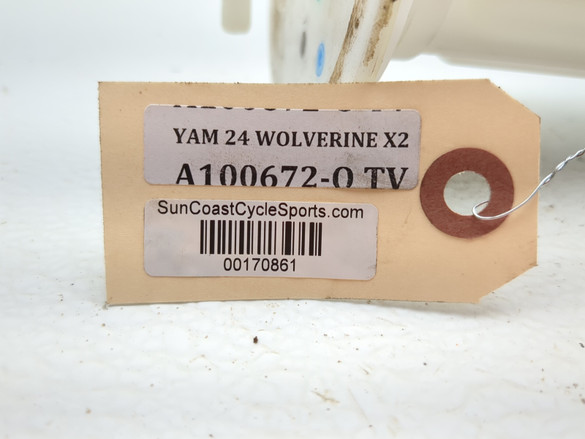 YAM 24 WOLVERINE X2
A100672-O TV
SunCoastCycleSports.com
00170861